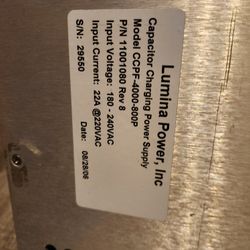 Lumina Power, Inc
Capacitor Charging Power Supply
Model CCPF-4000-800P
P/N 11001080 Rev 8
Input Voltage: 180 - 240VAC
Input Current: 22A @220VAC
S/N: 29550 Date: 08/28/06